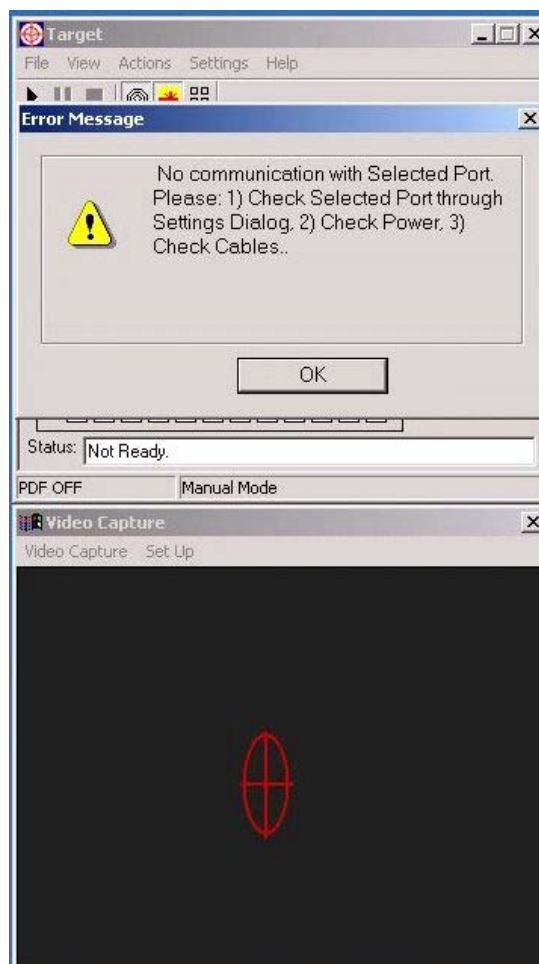 Target
File View Actions Settings Help
Error Message
No communication with Selected Port.
Please: 1) Check Selected Port through
Settings Dialog, 2) Check Power, 3)
Check Cables..
OK
Status: Not Ready.
PDF OFF Manual Mode
Video Capture
Video Capture Set Up